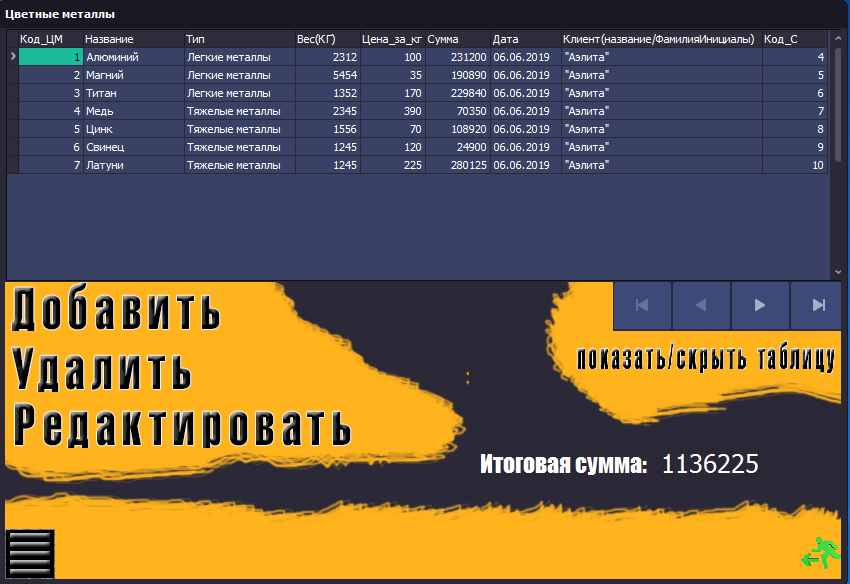 Цветные металлы
Код_ЦМ Название Тип Вес(КГ) Цена_за_кг Сумма Дата Клиент(название/ФамилияИнициалы) Код_С
1 Алюминий Легкие металлы 2312 100 231200 06.06.2019 "Аэлита" 4
2 Магний Легкие металлы 5454 35 190890 06.06.2019 "Аэлита" 5
3 Титан Легкие металлы 1352 170 229840 06.06.2019 "Аэлита" 6
4 Медь Тяжелые металлы 2345 390 70350 06.06.2019 "Аэлита" 7
5 Цинк Тяжелые металлы 1556 70 108920 06.06.2019 "Аэлита" 8
6 Свинец Тяжелые металлы 1245 120 24900 06.06.2019 "Аэлита" 9
7 Латуни Тяжелые металлы 1245 225 280125 06.06.2019 "Аэлита" 10
Добавить
Удалить
Редактировать
показать/скрыть таблицу
Итоговая сумма: 1136225